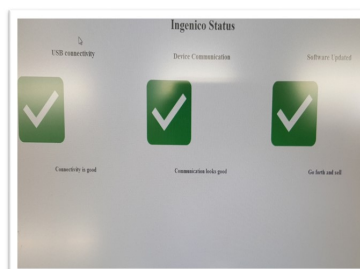 Ingenico Status
USB connectivity
Device Communication
Software Updated
Connectivity is good
Communication looks good
Go forth and sell